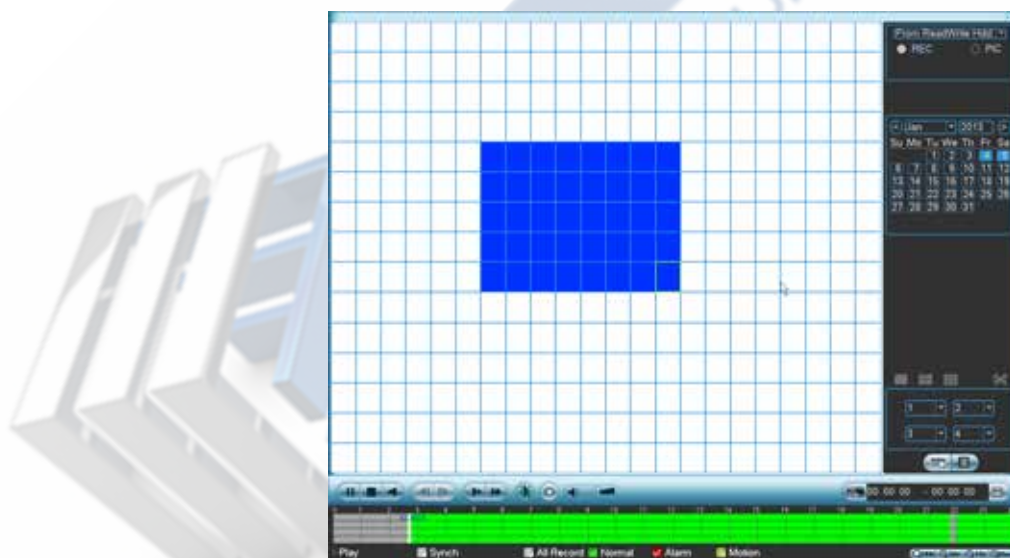 From ReadWrite Hdd
REC PIC
Jan 2013
Su Mo Tu We Th Fr Sa
1 2 3 4 5
6 7 8 9 10 11 12
13 14 15 16 17 18 19
20 21 22 23 24 25 26
27 28 29 30 31
1 2
3 4
00 00 00 - 00 00 00
Play Synch All Record Normal Alarm Motion